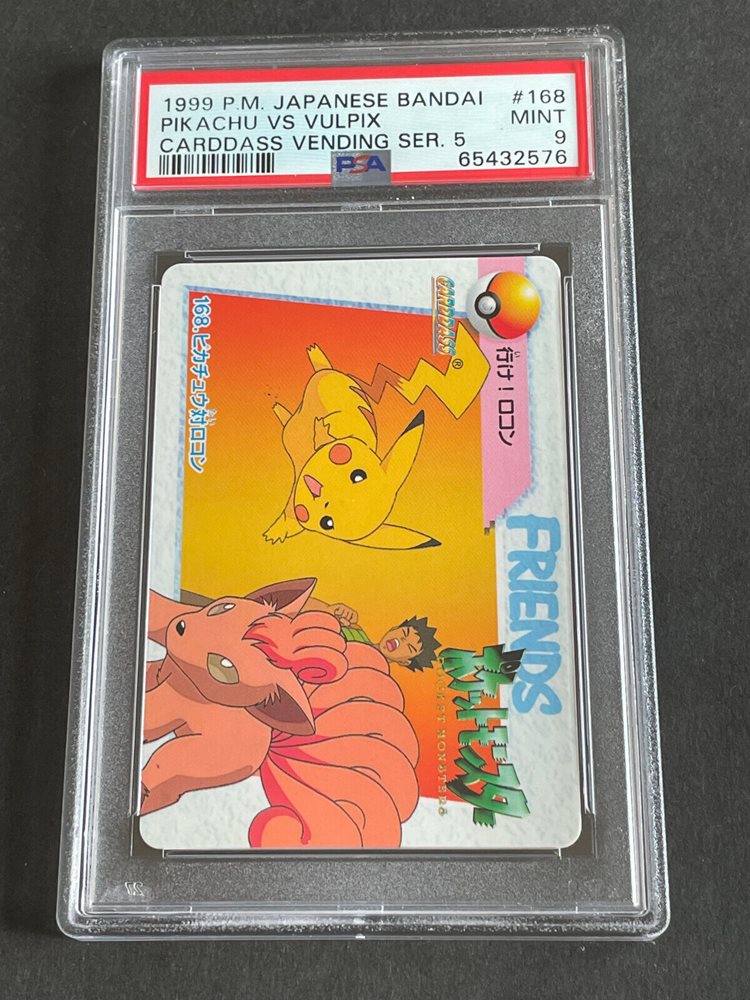 1999 P.M. JAPANESE BANDAI #168
PIKACHU VS VULPIX MINT
CARDDASS VENDING SER. 5 9
PSA 65432576
行け!ロコン
CARDDASS®
FRIENDS
ポケットモンスター
POCKET MONSTERS
168.ピカチュウ対ロコン